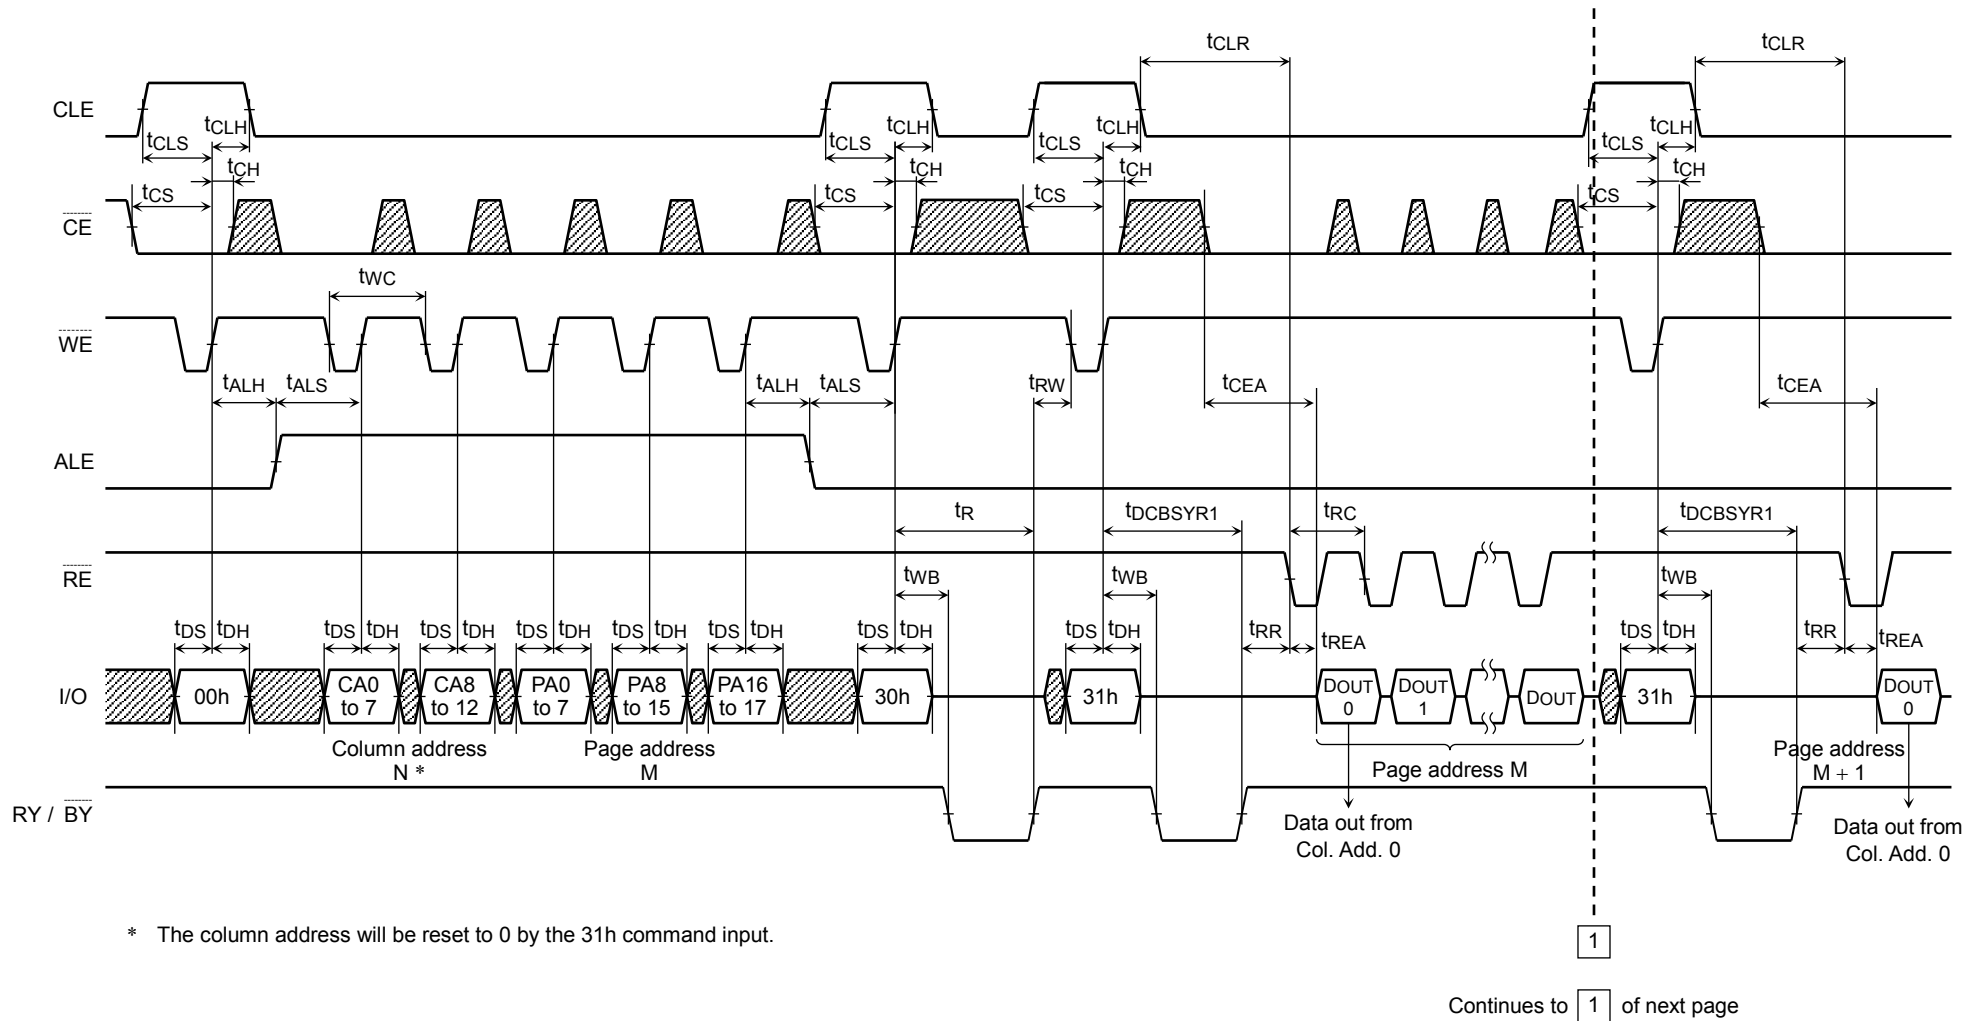 tCLR tCLR
CLE
tCLS tCLH tCLS tCLH tCLS tCLH tCLS tCLH
tCH tCH tCH tCH
tCS tCS tCS tCS
CE
tWC
WE
tALH tALS tALH tALS tRW tCEA tCEA
ALE
tR tDCBSYR1 tRC tDCBSYR1
RE
tWB tWB tWB
tDS tDH tDS tDH tDS tDH tDS tDH tDS tDH tDS tDH tDS tDH tDS tDH tRR tREA tDS tDH tRR tREA
I/O
00h
CA0
to 7
CA8
to 12
PA0
to 7
PA8
to 15
PA16
to 17
30h
31h
DOUT
0
DOUT
1
DOUT
31h
DOUT
0
Column address
N *
Page address
M
Page address M
Page address
M + 1
RY / BY
Data out from
Col. Add. 0
Data out from
Col. Add. 0
* The column address will be reset to 0 by the 31h command input.
1
Continues to 1 of next page